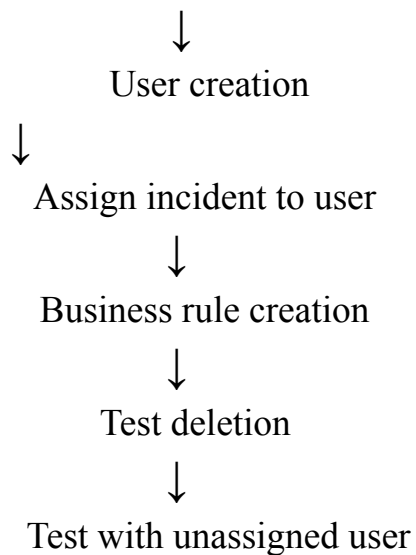 ↓
User creation
↓
Assign incident to user
↓
Business rule creation
↓
Test deletion
↓
Test with unassigned user